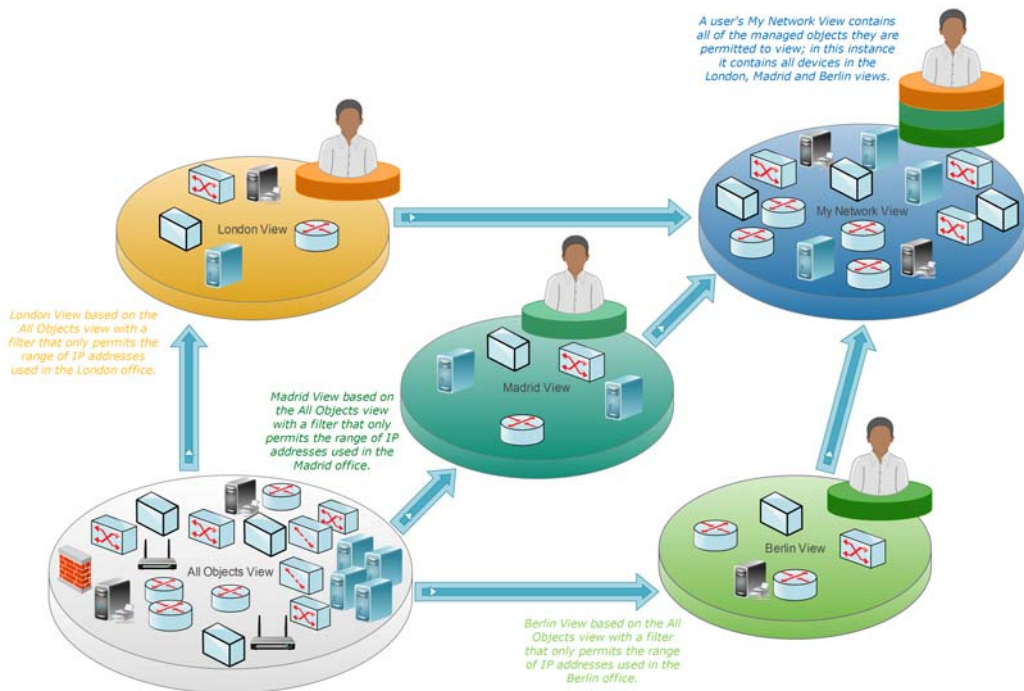 A user's My Network View contains
all of the managed objects they are
permitted to view; in this instance
it contains all devices in the
London, Madrid and Berlin views.
London View
My Network View
London View based on the
All Objects view with a
filter that only permits the
range of IP addresses
used in the London office.
Madrid View
Madrid View based on
the All Objects view
with a filter that only
permits the range of IP
addresses used in the
Madrid office.
All Objects View
Berlin View
Berlin View based on the All
Objects view with a filter
that only permits the range
of IP addresses used in the
Berlin office.